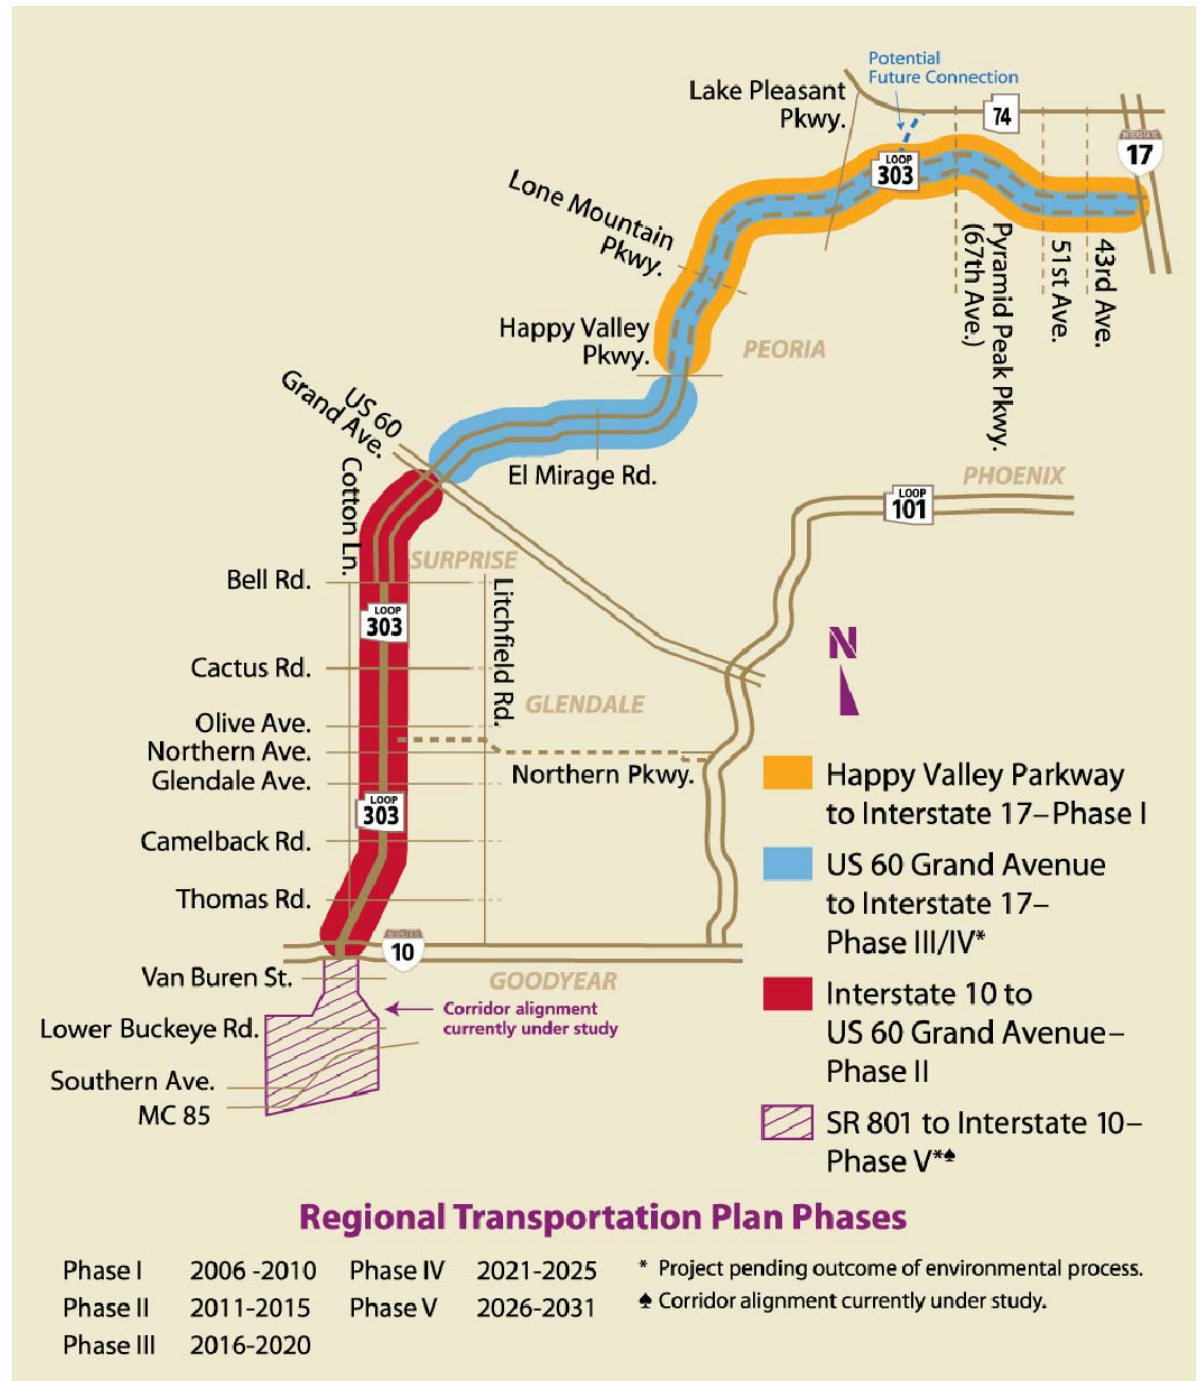 Potential
Future Connection
Lake Pleasant
Pkwy.
74
INTERSTATE
17
LOOP
303
Lone Mountain
Pkwy.
Pyramid Peak Pkwy.
(67th Ave.)
51st Ave.
43rd Ave.
Happy Valley
Pkwy.
PEORIA
US 60
Grand Ave.
El Mirage Rd.
PHOENIX
LOOP
101
Cotton Ln.
SURPRISE
Bell Rd.
LOOP
303
Litchfield Rd.
N
Cactus Rd.
GLENDALE
Olive Ave.
Northern Ave.
Northern Pkwy.
Glendale Ave.
LOOP
303
Camelback Rd.
Thomas Rd.
INTERSTATE
10
Van Buren St.
GOODYEAR
Corridor alignment
currently under study
Lower Buckeye Rd.
Southern Ave.
MC 85
Happy Valley Parkway
to Interstate 17–Phase I
US 60 Grand Avenue
to Interstate 17–
Phase III/IV*
Interstate 10 to
US 60 Grand Avenue–
Phase II
SR 801 to Interstate 10–
Phase V*♠
Regional Transportation Plan Phases
Phase I 2006 -2010 Phase IV 2021-2025 * Project pending outcome of environmental process.
Phase II 2011-2015 Phase V 2026-2031 ♠ Corridor alignment currently under study.
Phase III 2016-2020